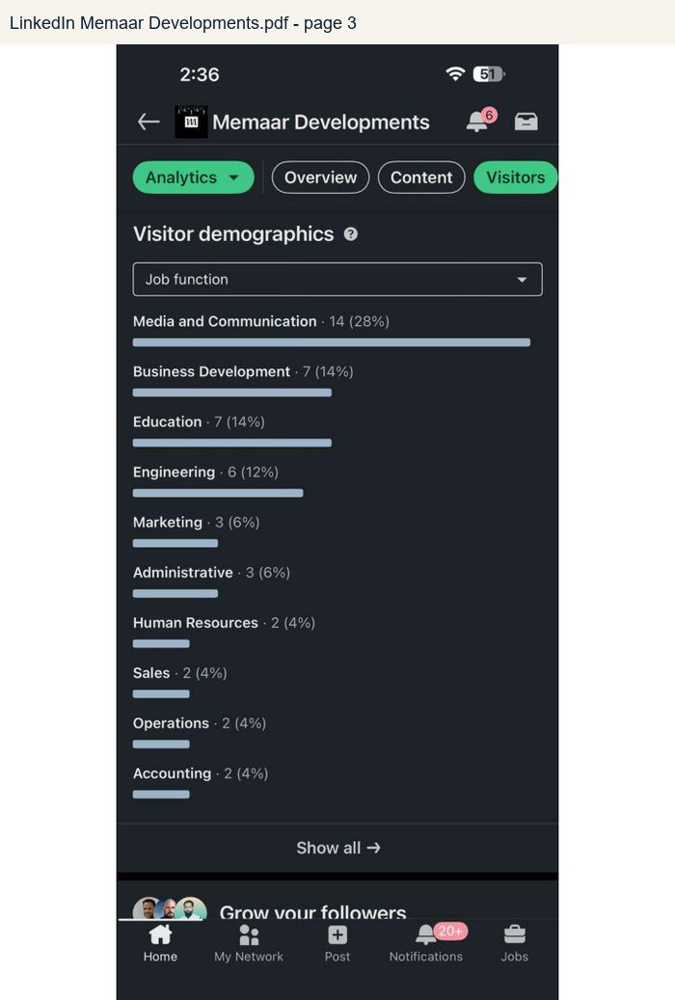 LinkedIn Memaar Developments.pdf - page 3
2:36
51
Memaar Developments
6
Analytics
Overview
Content
Visitors
Visitor demographics ?
Job function
Media and Communication · 14 (28%)
Business Development · 7 (14%)
Education · 7 (14%)
Engineering · 6 (12%)
Marketing · 3 (6%)
Administrative · 3 (6%)
Human Resources · 2 (4%)
Sales · 2 (4%)
Operations · 2 (4%)
Accounting · 2 (4%)
Show all →
Grow your followers
20+
Home
My Network
Post
Notifications
Jobs